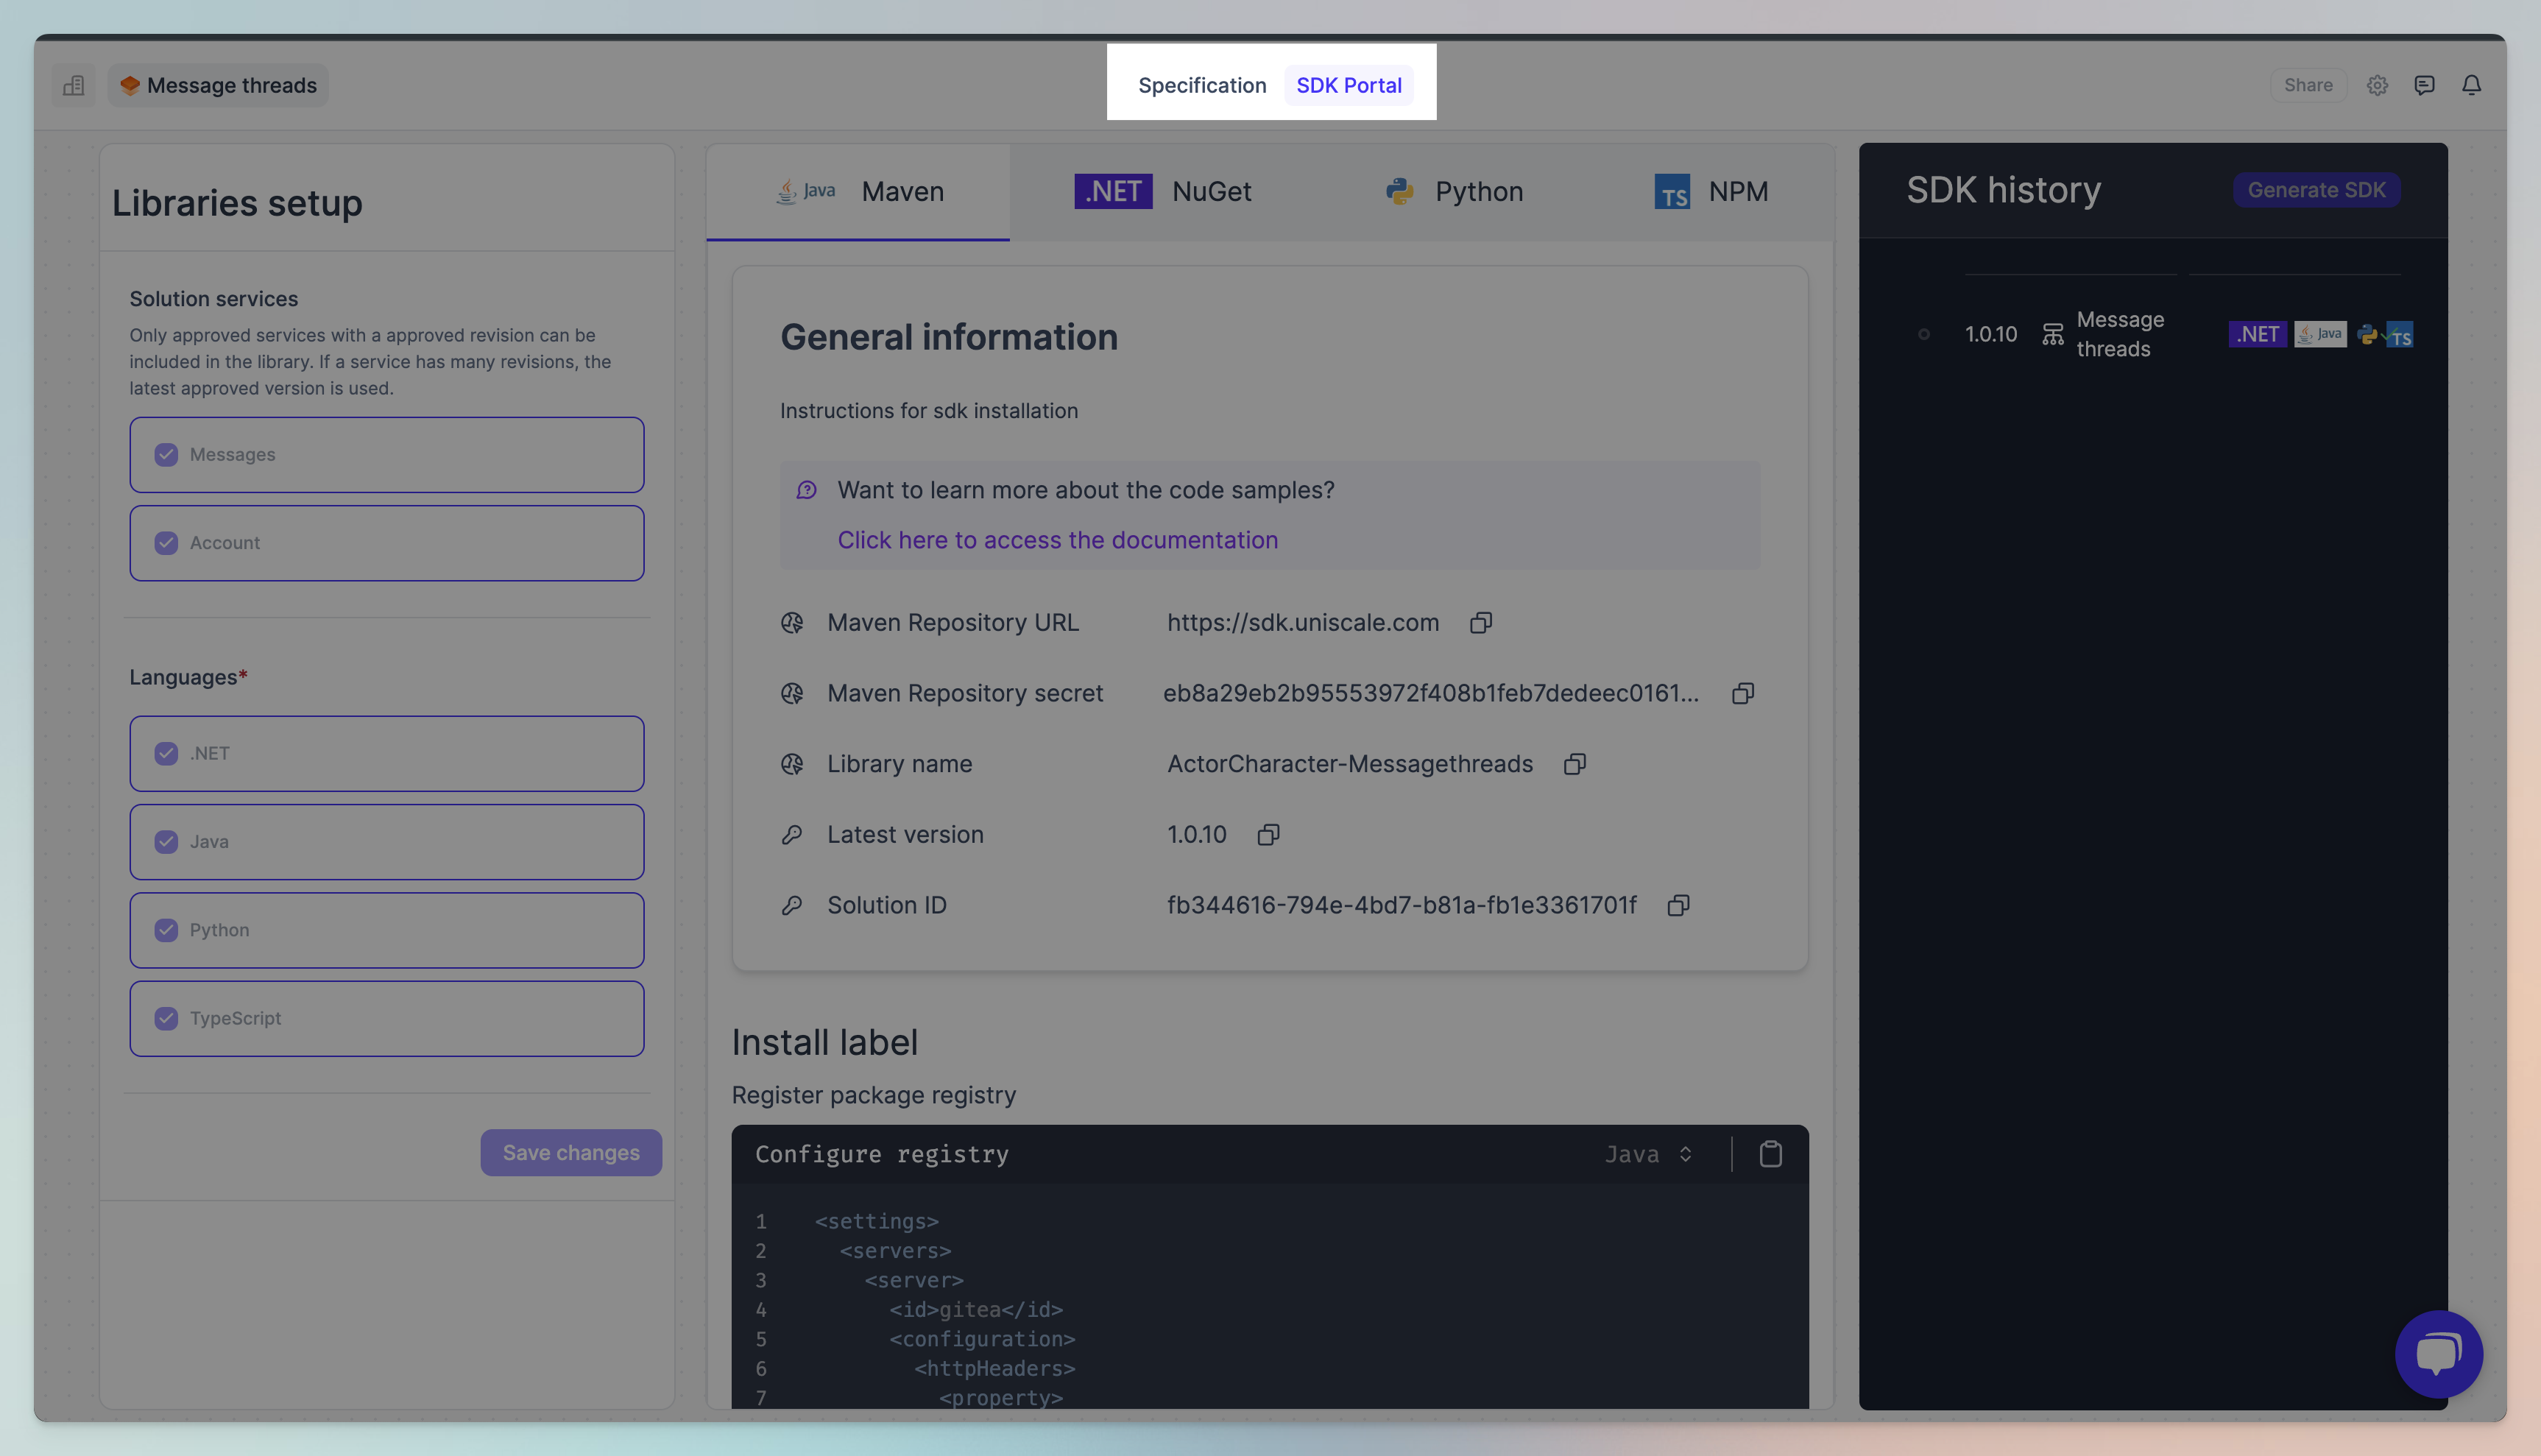 Message threads
Specification
SDK Portal
Share
Libraries setup
Solution services
Only approved services with a approved revision can be
included in the library. If a service has many revisions, the
latest approved version is used.
Messages
Account
Languages*
.NET
Java
Python
TypeScript
Save changes
Java Maven
.NET NuGet
Python
TS NPM
General information
Instructions for sdk installation
Want to learn more about the code samples?
Click here to access the documentation
Maven Repository URL https://sdk.uniscale.com
Maven Repository secret eb8a29eb2b95553972f408b1feb7dedeec0161...
Library name ActorCharacter-Messagethreads
Latest version 1.0.10
Solution ID fb344616-794e-4bd7-b81a-fb1e3361701f
Install label
Register package registry
Configure registry Java
1 <settings>
2 <servers>
3 <server>
4 <id>gitea</id>
5 <configuration>
6 <httpHeaders>
7 <property>
SDK history
Generate SDK
1.0.10
Message
threads
.NET Java TS